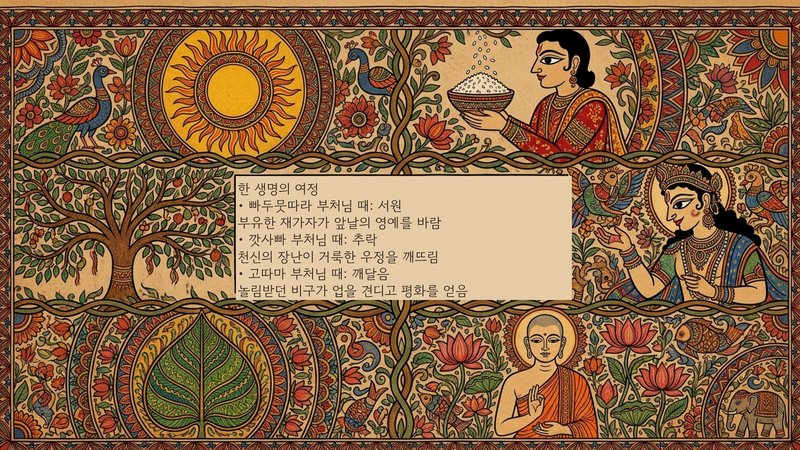 한 생명의 여정
• 빠두뭇따라 부처님 때: 서원
부유한 재가자가 앞날의 영예를 바람
• 깟사빠 부처님 때: 추락
천신의 장난이 거룩한 우정을 깨뜨림
• 고따마 부처님 때: 깨달음
놀림받던 비구가 업을 견디고 평화를 얻음